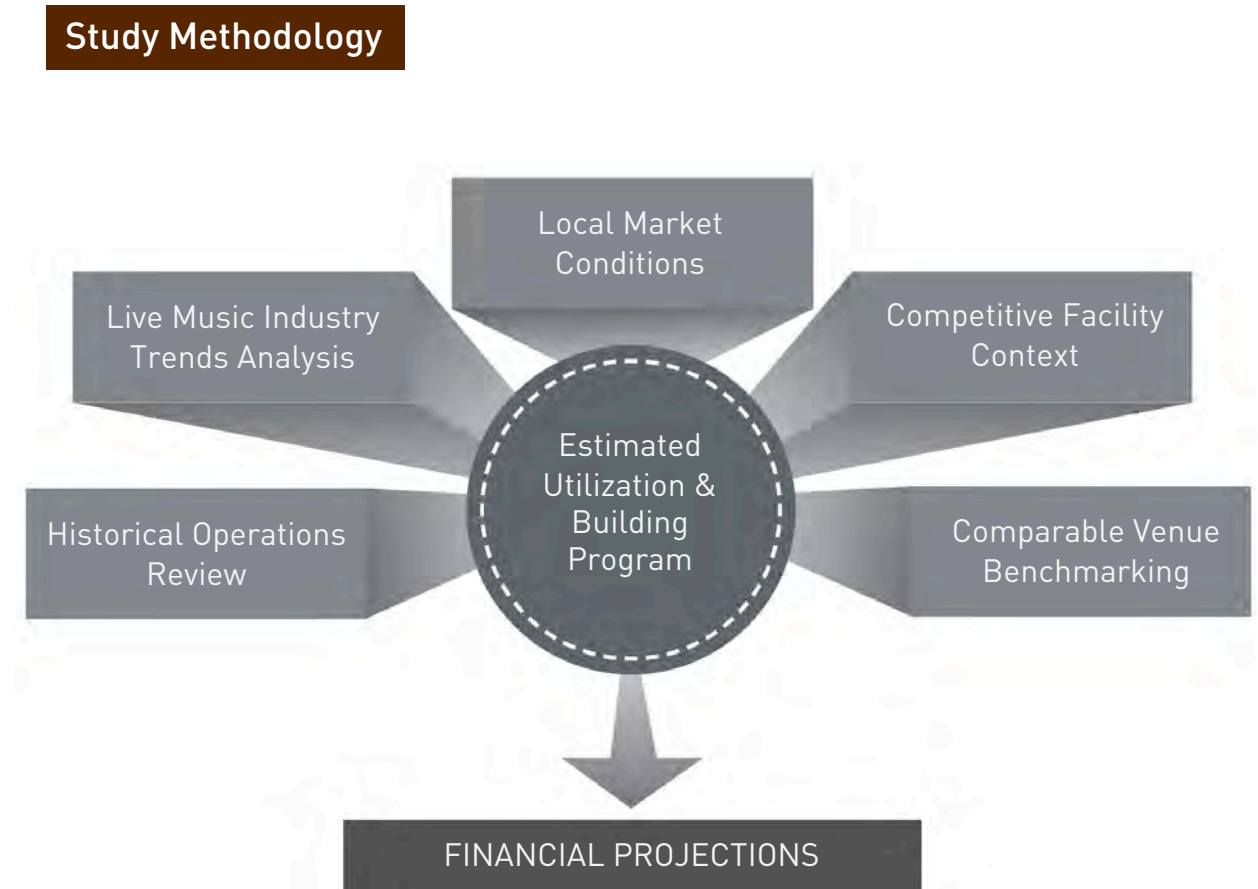 Study Methodology
Local Market
Conditions
Live Music Industry
Trends Analysis
Competitive Facility
Context
Estimated
Utilization &
Building
Program
Historical Operations
Review
Comparable Venue
Benchmarking
FINANCIAL PROJECTIONS